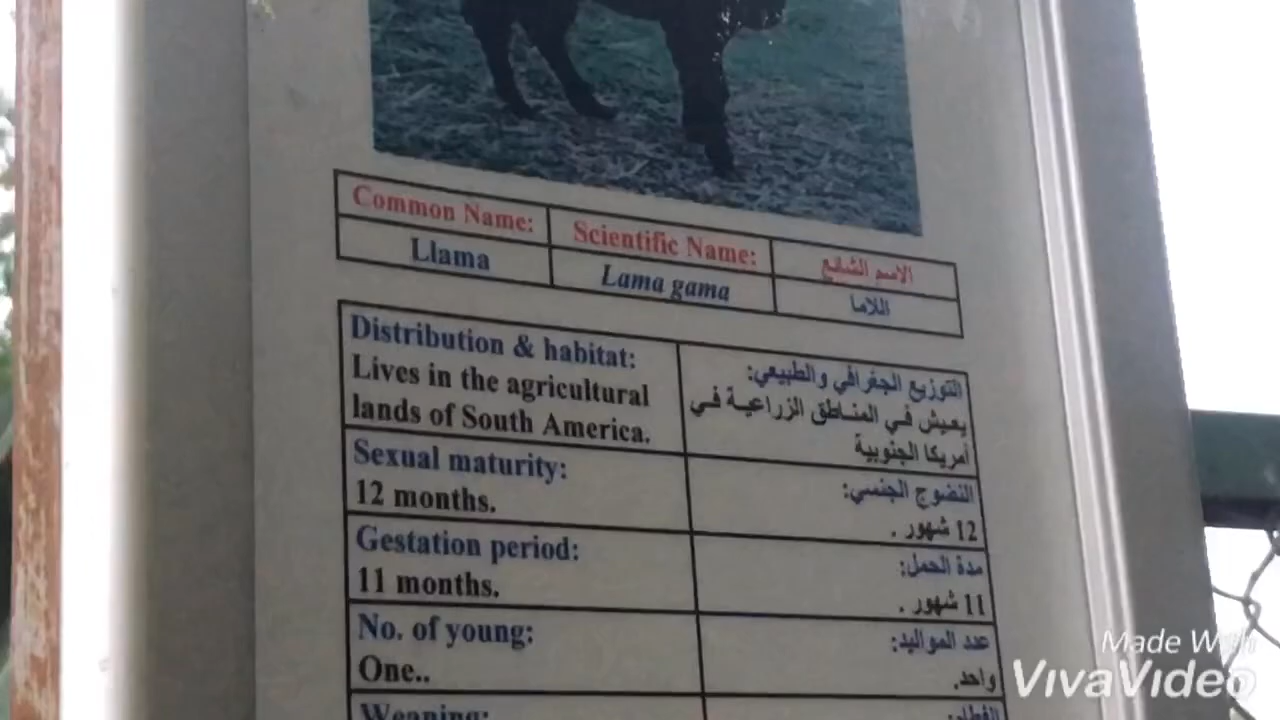 Common Name:
Scientific Name:
الاسم الشائع
Llama
Lama gama
اللاما
Distribution & habitat:
Lives in the agricultural
lands of South America.
التوزيع الجغرافي والطبيعي:
يعيش في المناطق الزراعية في
أمريكا الجنوبية
Sexual maturity:
12 months.
النضوج الجنسي:
12 شهور .
Gestation period:
11 months.
مدة الحمل:
11 شهور .
No. of young:
One..
عدد المواليد:
واحد.
Weaning:
الفطام:
Made With
VivaVideo